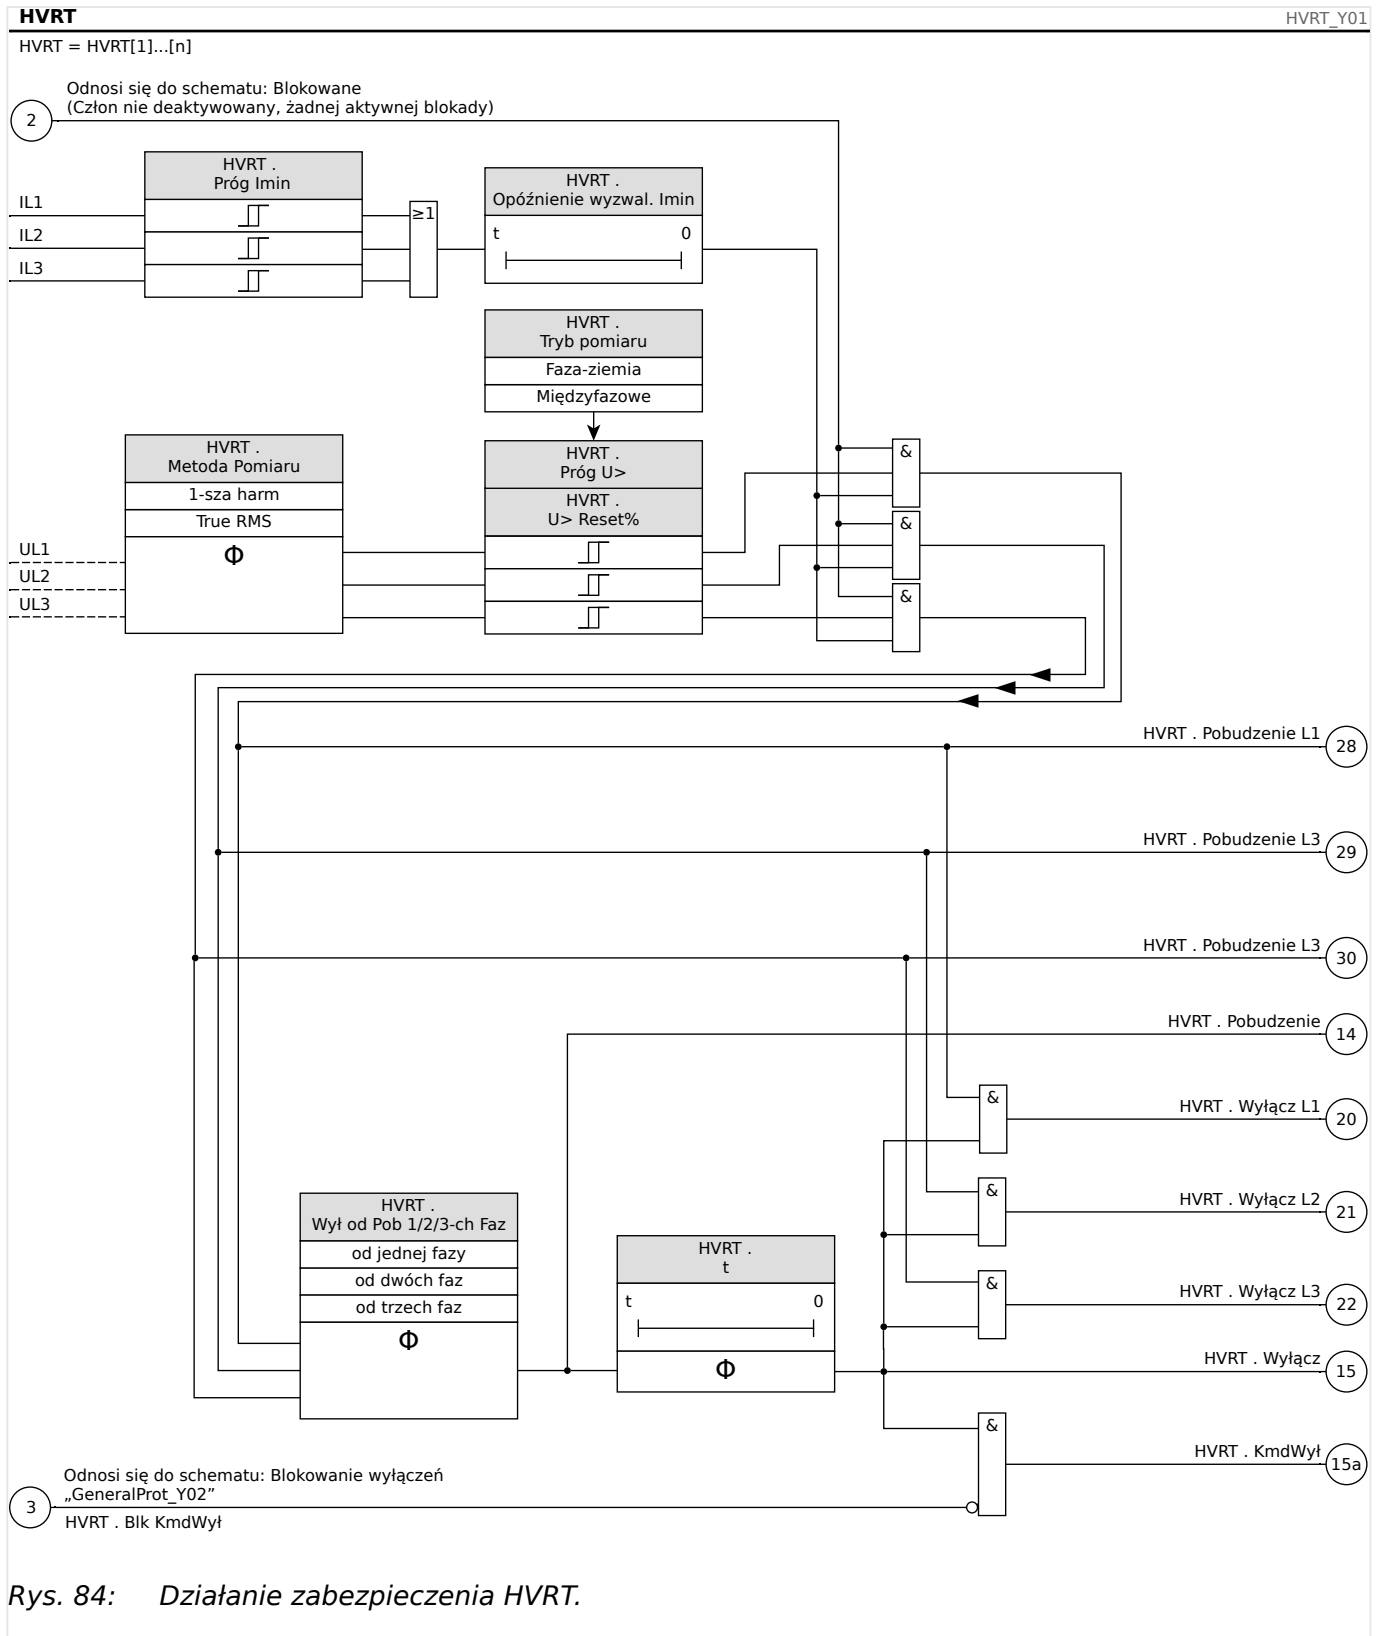 HVRT
HVRT_Y01
HVRT = HVRT[1]...[n]
Odnosi się do schematu: Blokowane
(Człon nie deaktywowany, żadnej aktywnej blokady)
2
HVRT .
Próg Imin
IL1
IL2
IL3
≥1
HVRT .
Opóźnienie wyzwal. Imin
t 0
HVRT .
Tryb pomiaru
Faza-ziemia
Międzyfazowe
HVRT .
Metoda Pomiaru
1-sza harm
True RMS
Φ
UL1
UL2
UL3
HVRT .
Próg U>
HVRT .
U> Reset%
&
&
&
HVRT . Pobudzenie L1
28
HVRT . Pobudzenie L3
29
HVRT . Pobudzenie L3
30
HVRT . Pobudzenie
14
&
HVRT . Wyłącz L1
20
&
HVRT . Wyłącz L2
21
&
HVRT . Wyłącz L3
22
HVRT .
Wył od Pob 1/2/3-ch Faz
od jednej fazy
od dwóch faz
od trzech faz
Φ
HVRT .
t
t 0
Φ
HVRT . Wyłącz
15
&
HVRT . KmdWył
15a
Odnosi się do schematu: Blokowanie wyłączeń
„GeneralProt_Y02”
3
HVRT . Blk KmdWył
Rys. 84: Działanie zabezpieczenia HVRT.